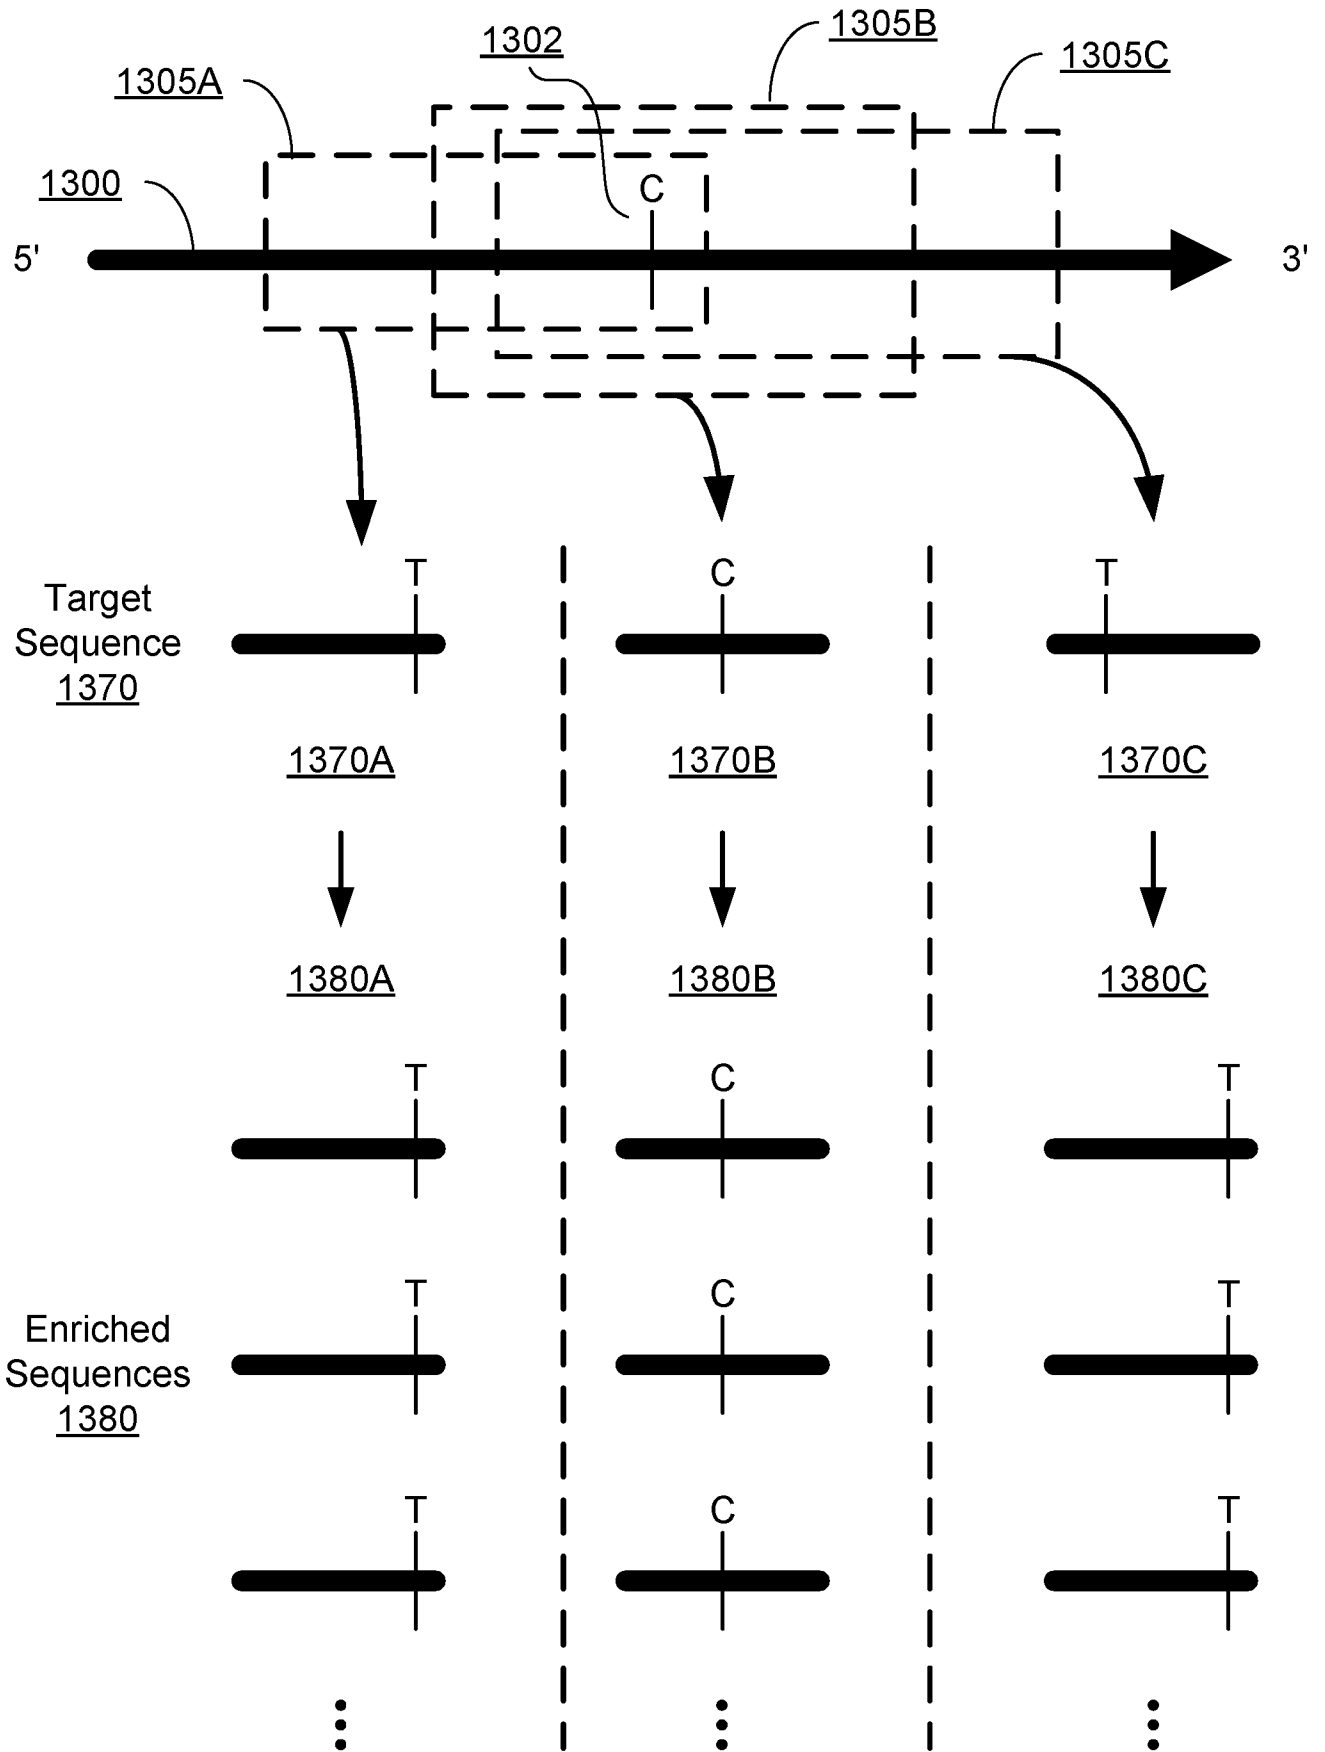 1305B
1302
1305C
1305A
1300
C
5'
3'
T
C
T
Target
Sequence
1370
1370A
1370B
1370C
1380A
1380B
1380C
T
C
T
T
C
T
Enriched
Sequences
1380
T
C
T